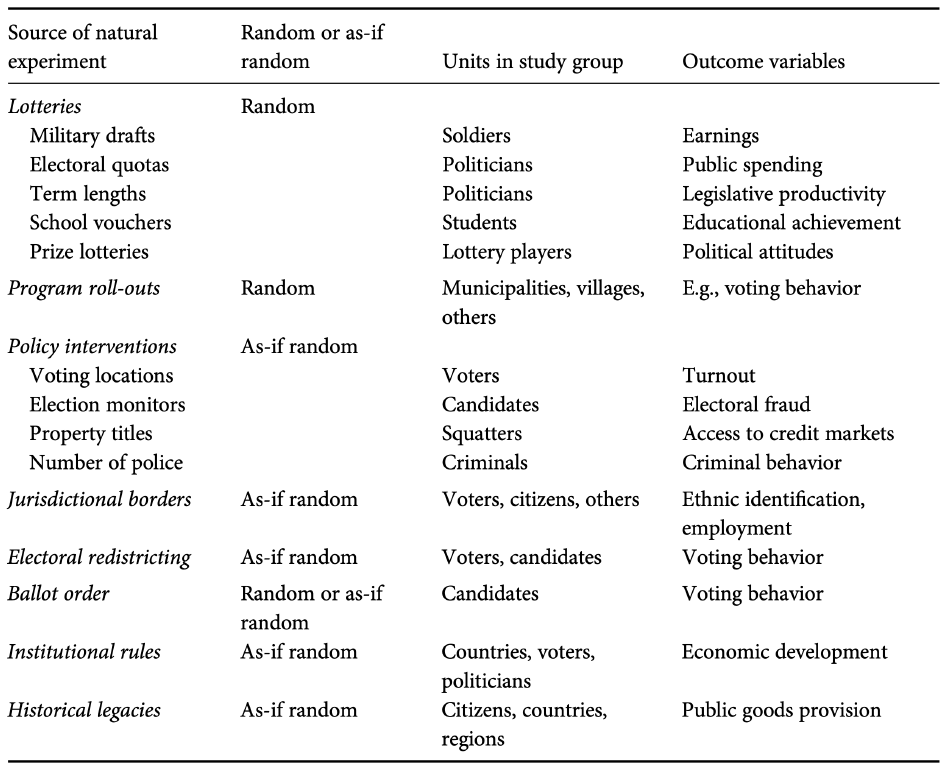 Source of natural experiment | Random or as-if random | Units in study group | Outcome variables
Lotteries | Random
Military drafts | Soldiers | Earnings
Electoral quotas | Politicians | Public spending
Term lengths | Politicians | Legislative productivity
School vouchers | Students | Educational achievement
Prize lotteries | Lottery players | Political attitudes
Program roll-outs | Random | Municipalities, villages, others | E.g., voting behavior
Policy interventions | As-if random
Voting locations | Voters | Turnout
Election monitors | Candidates | Electoral fraud
Property titles | Squatters | Access to credit markets
Number of police | Criminals | Criminal behavior
Jurisdictional borders | As-if random | Voters, citizens, others | Ethnic identification, employment
Electoral redistricting | As-if random | Voters, candidates | Voting behavior
Ballot order | Random or as-if random | Candidates | Voting behavior
Institutional rules | As-if random | Countries, voters, politicians | Economic development
Historical legacies | As-if random | Citizens, countries, regions | Public goods provision